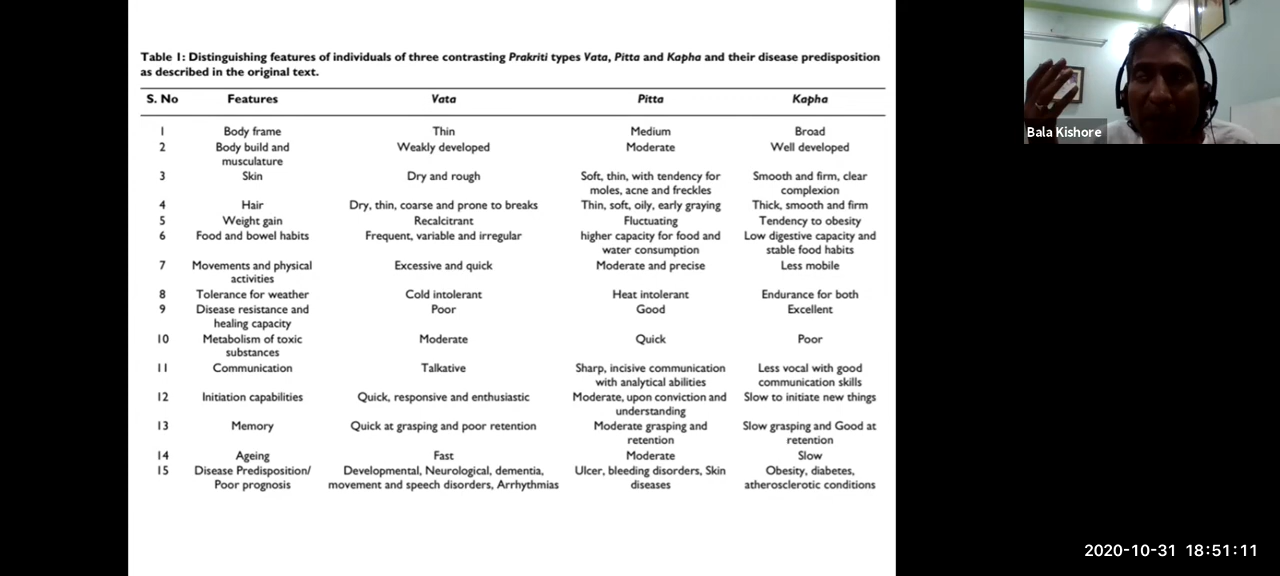 Table 1: Distinguishing features of individuals of three contrasting Prakriti types Vata, Pitta and Kapha and their disease predisposition
as described in the original text.
S. No Features Vata Pitta Kapha
1 Body frame Thin Medium Broad
2 Body build and musculature Weakly developed Moderate Well developed
3 Skin Dry and rough Soft, thin, with tendency for moles, acne and freckles Smooth and firm, clear complexion
4 Hair Dry, thin, coarse and prone to breaks Thin, soft, oily, early graying Thick, smooth and firm
5 Weight gain Recalcitrant Fluctuating Tendency to obesity
6 Food and bowel habits Frequent, variable and irregular higher capacity for food and water consumption Low digestive capacity and stable food habits
7 Movements and physical activities Excessive and quick Moderate and precise Less mobile
8 Tolerance for weather Cold intolerant Heat intolerant Endurance for both
9 Disease resistance and healing capacity Poor Good Excellent
10 Metabolism of toxic substances Moderate Quick Poor
11 Communication Talkative Sharp, incisive communication with analytical abilities Less vocal with good communication skills
12 Initiation capabilities Quick, responsive and enthusiastic Moderate, upon conviction and understanding Slow to initiate new things
13 Memory Quick at grasping and poor retention Moderate grasping and retention Slow grasping and Good at retention
14 Ageing Fast Moderate Slow
15 Disease Predisposition/ Poor prognosis Developmental, Neurological, dementia, movement and speech disorders, Arrhythmias Ulcer, bleeding disorders, Skin diseases Obesity, diabetes, atherosclerotic conditions
Bala Kishore
2020-10-31 18:51:11